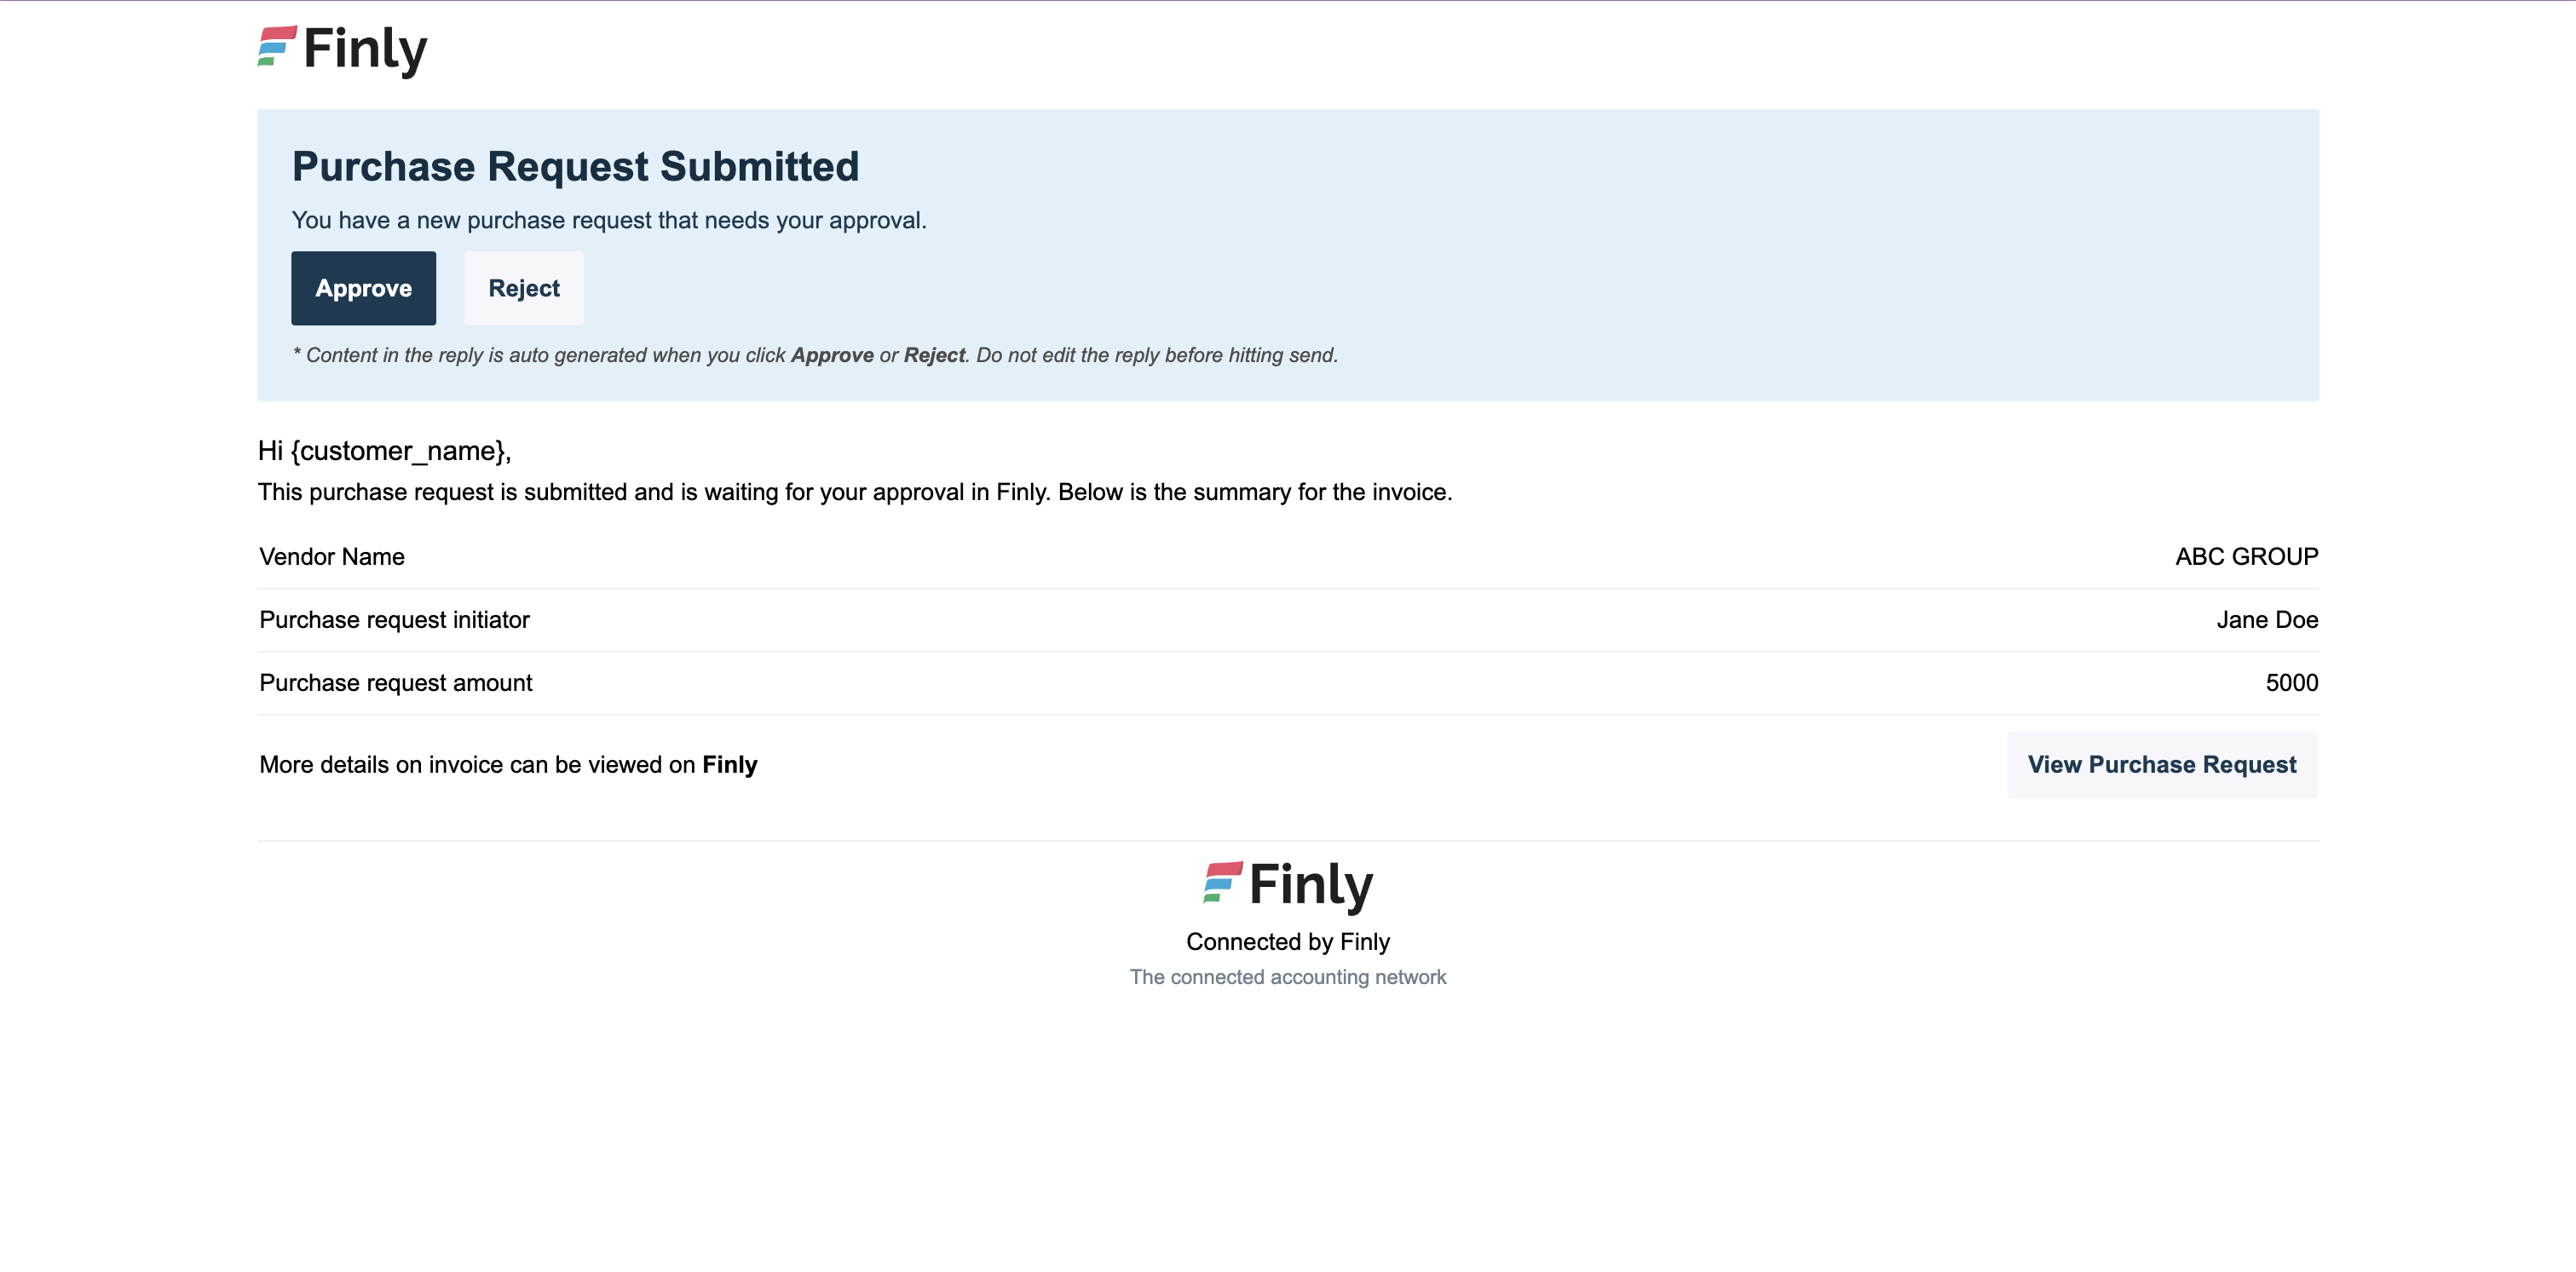 Finly
Purchase Request Submitted
You have a new purchase request that needs your approval.
Approve Reject
* Content in the reply is auto generated when you click Approve or Reject. Do not edit the reply before hitting send.
Hi {customer_name},
This purchase request is submitted and is waiting for your approval in Finly. Below is the summary for the invoice.
Vendor Name ABC GROUP
Purchase request initiator Jane Doe
Purchase request amount 5000
More details on invoice can be viewed on Finly View Purchase Request
Finly
Connected by Finly
The connected accounting network